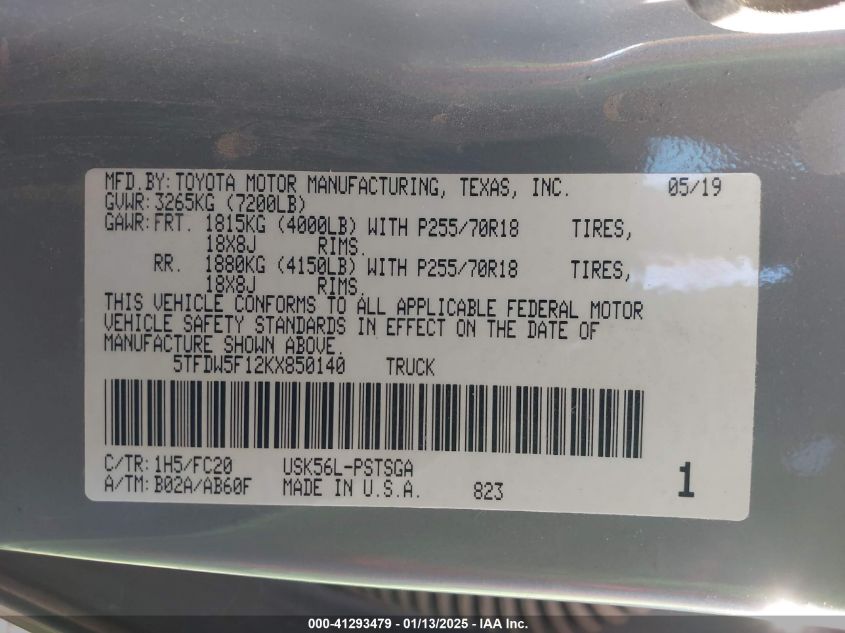 MFD.BY: TOYOTA MOTOR MANUFACTURING, TEXAS, INC. 05/19
GVWR: 3265KG (7200LB)
GAWR: FRT. 1815KG (4000LB) WITH P255/70R18 TIRES,
18X8J RIMS.
RR. 1880KG (4150LB) WITH P255/70R18 TIRES,
18X8J RIMS.
THIS VEHICLE CONFORMS TO ALL APPLICABLE FEDERAL MOTOR
VEHICLE SAFETY STANDARDS IN EFFECT ON THE DATE OF
MANUFACTURE SHOWN ABOVE.
5TFDW5F12KX850140 TRUCK
C/TR: 1H5/FC20 USK56L-PSTSGA
A/TM: B02A/AB60F MADE IN U.S.A. 823 1
000-41293479 - 01/13/2025 - IAA Inc.